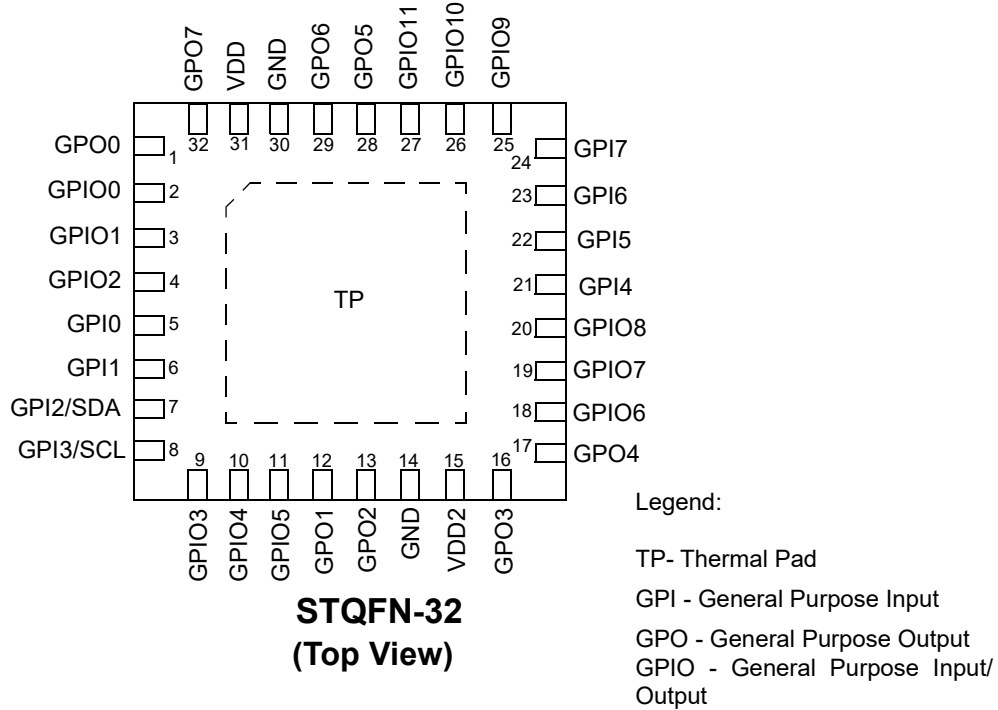 GPO7 VDD GND GPO6 GPO5 GPIO11 GPIO10 GPIO9
32 31 30 29 28 27 26 25
GPO0 1
GPIO0 2
GPIO1 3
GPIO2 4
GPI0 5
GPI1 6
GPI2/SDA 7
GPI3/SCL 8
TP
24 GPI7
23 GPI6
22 GPI5
21 GPI4
20 GPIO8
19 GPIO7
18 GPIO6
17 GPO4
9 10 11 12 13 14 15 16
GPIO3 GPIO4 GPIO5 GPO1 GPO2 GND VDD2 GPO3
STQFN-32
(Top View)
Legend:
TP- Thermal Pad
GPI - General Purpose Input
GPO - General Purpose Output
GPIO - General Purpose Input/
Output